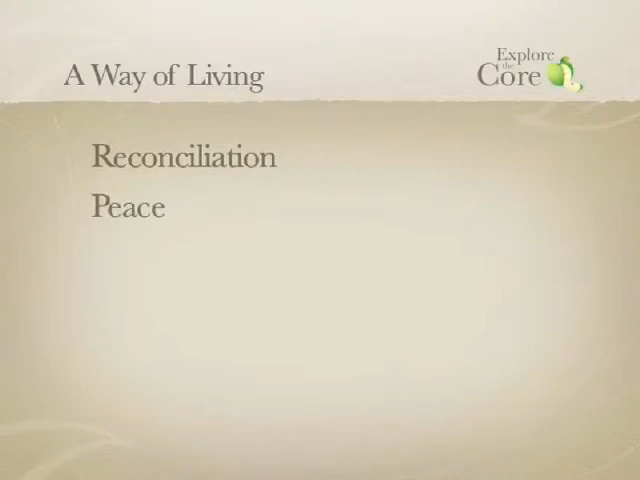 A Way of Living
Explore
the
Core
Reconciliation
Peace